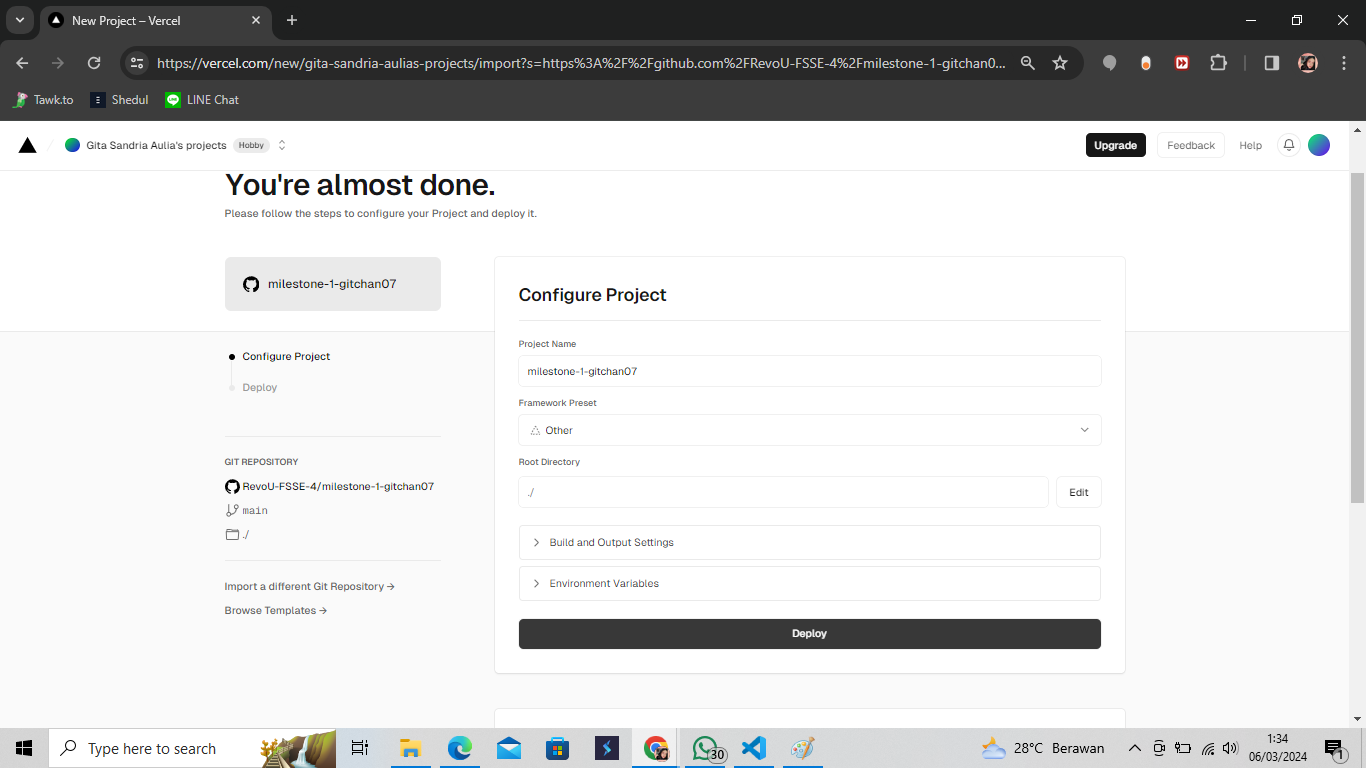 New Project – Vercel
https://vercel.com/new/gita-sandria-aulias-projects/import?s=https%3A%2F%2Fgithub.com%2FRevoU-FSSE-4%2Fmilestone-1-gitchan0...
Tawk.to
Shedul
LINE Chat
Gita Sandria Aulia's projects
Hobby
Upgrade
Feedback
Help
You're almost done.
Please follow the steps to configure your Project and deploy it.
milestone-1-gitchan07
Configure Project
Deploy
GIT REPOSITORY
RevoU-FSSE-4/milestone-1-gitchan07
main
./
Import a different Git Repository →
Browse Templates →
Configure Project
Project Name
milestone-1-gitchan07
Framework Preset
Other
Root Directory
./
Edit
Build and Output Settings
Environment Variables
Deploy
Type here to search
30
28°C Berawan
1:34
06/03/2024
1